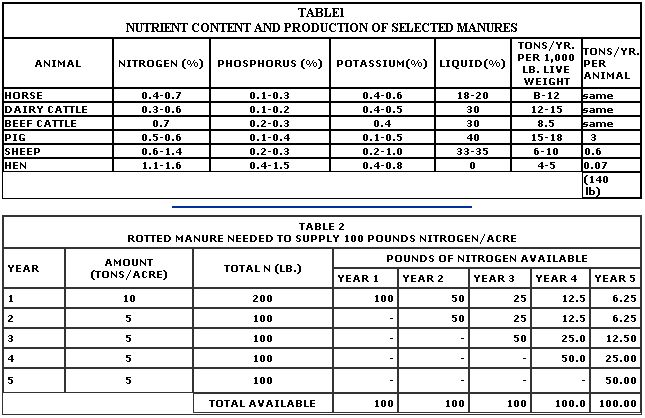 TABLE1
NUTRIENT CONTENT AND PRODUCTION OF SELECTED MANURES
ANIMAL NITROGEN (%) PHOSPHORUS (%) POTASSIUM(%) LIQUID(%) TONS/YR. PER 1,000 LB. LIVE WEIGHT TONS/YR. PER ANIMAL
HORSE 0.4-0.7 0.1-0.3 0.4-0.6 18-20 B-12 same
DAIRY CATTLE 0.3-0.6 0.1-0.2 0.4-0.5 30 12-15 same
BEEF CATTLE 0.7 0.2-0.3 0.4 30 8.5 same
PIG 0.5-0.6 0.1-0.4 0.1-0.5 40 15-18 3
SHEEP 0.6-1.4 0.2-0.3 0.2-1.0 33-35 6-10 0.6
HEN 1.1-1.6 0.4-1.5 0.4-0.8 0 4-5 0.07
(140
lb)
TABLE 2
ROTTED MANURE NEEDED TO SUPPLY 100 POUNDS NITROGEN/ACRE
YEAR AMOUNT (TONS/ACRE) TOTAL N (LB.) POUNDS OF NITROGEN AVAILABLE
YEAR 1 YEAR 2 YEAR 3 YEAR 4 YEAR 5
1 10 200 100 50 25 12.5 6.25
2 5 100 - 50 25 12.5 6.25
3 5 100 - - 50 25.0 12.50
4 5 100 - - - 50.0 25.00
5 5 100 - - - - 50.00
TOTAL AVAILABLE 100 100 100 100.0 100.00